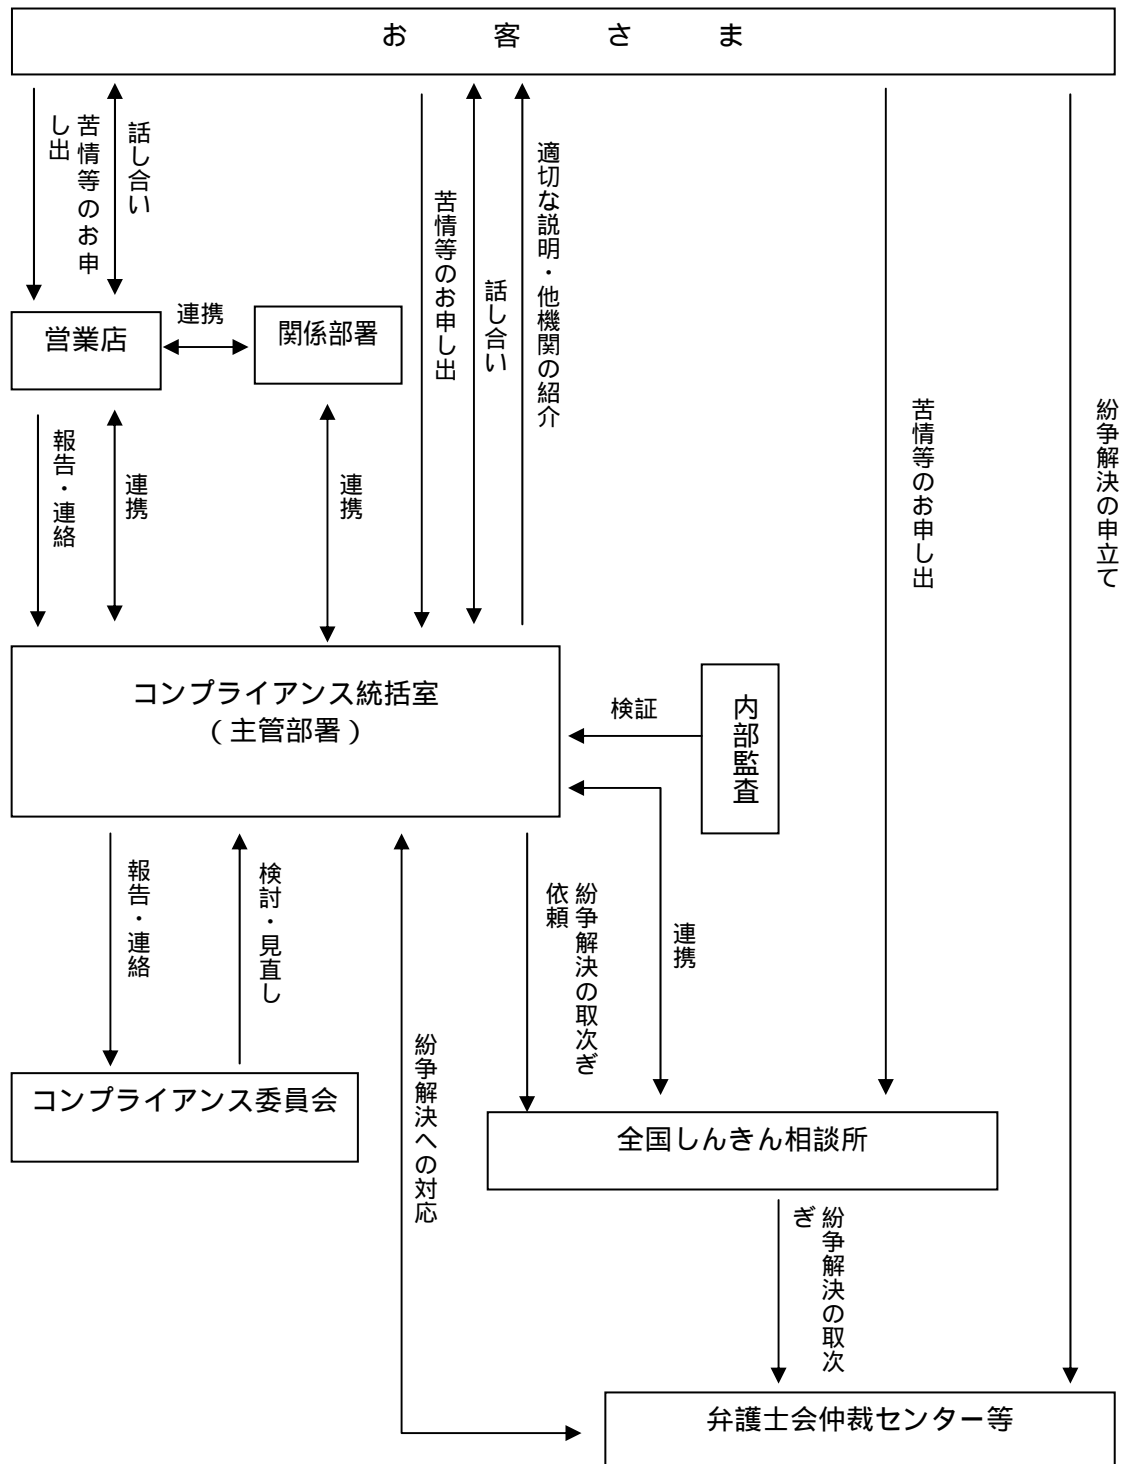 お客さま
苦情等のお申
し出
話し合い
苦情等のお申し出
話し合い
適切な説明・他機関の紹介
苦情等のお申し出
紛争解決の申立て
営業店
連携
関係部署
報告・連絡
連携
連携
コンプライアンス統括室
(主管部署)
検証
内部監査
報告・連絡
検討・見直し
紛争解決への対応
紛争解決の取次ぎ
依頼
連携
コンプライアンス委員会
全国しんきん相談所
紛争解決の取次
ぎ
弁護士会仲裁センター等